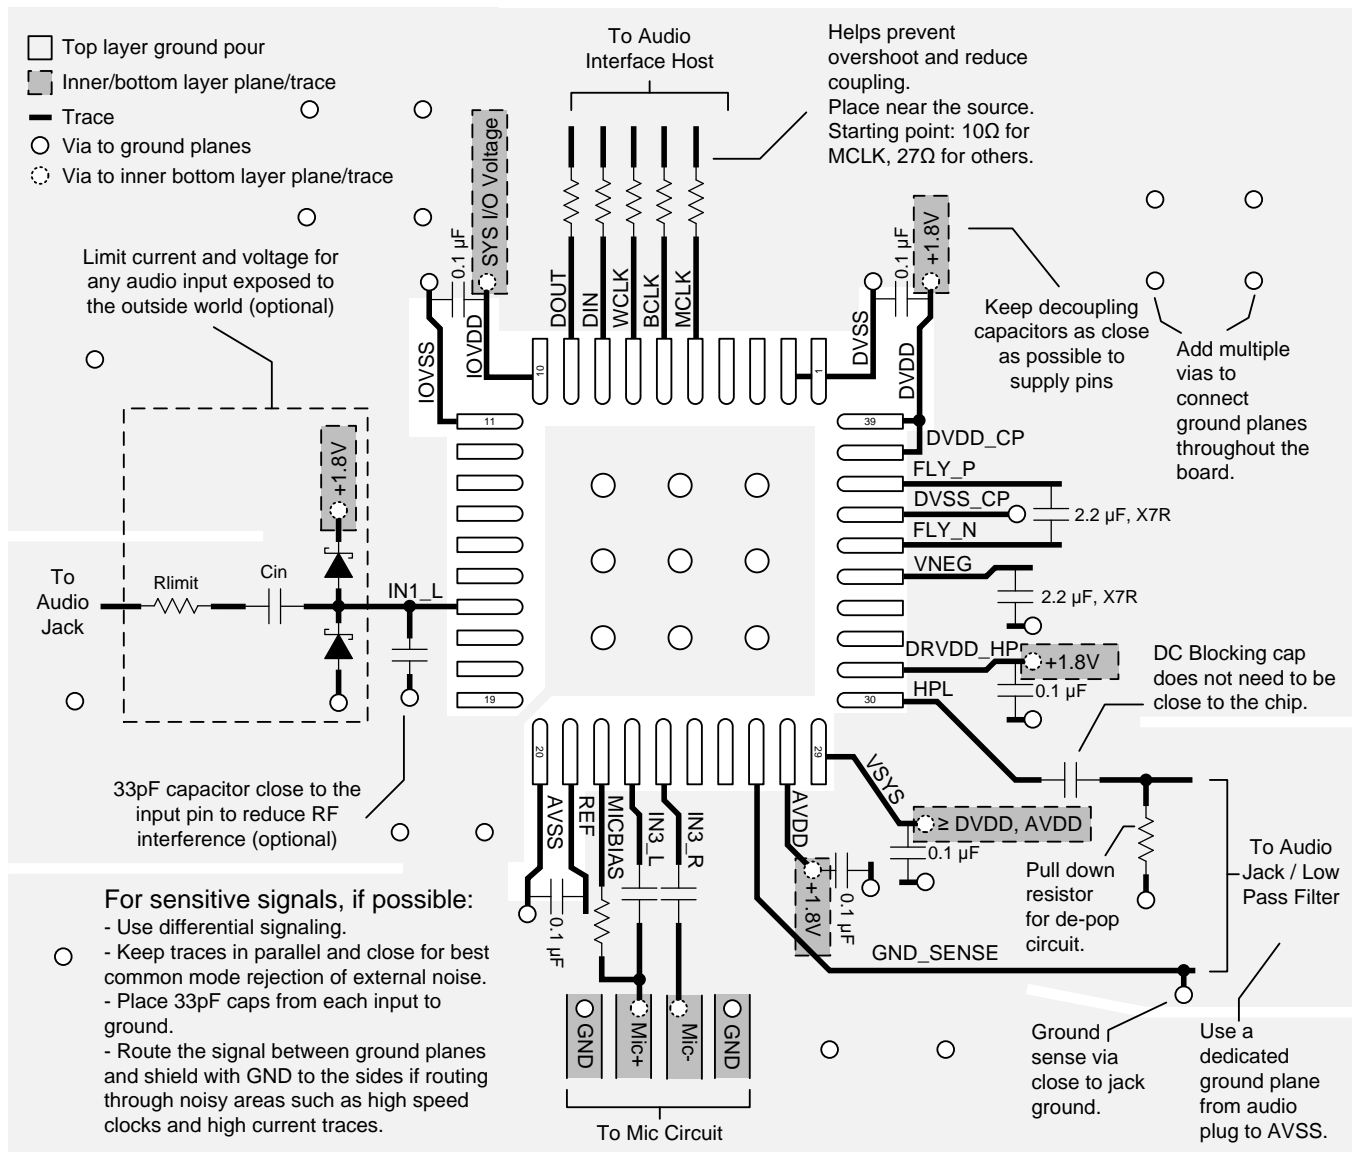 Top layer ground pour
Inner/bottom layer plane/trace
Trace
Via to ground planes
Via to inner bottom layer plane/trace
To Audio
Interface Host
Helps prevent
overshoot and reduce
coupling.
Place near the source.
Starting point: 10Ω for
MCLK, 27Ω for others.
SYS I/O Voltage
0.1 µF
IOVSS
IOVDD
DOUT
DIN
WCLK
BCLK
MCLK
DVSS
0.1 µF
+1.8V
DVDD
Keep decoupling
capacitors as close
as possible to
supply pins
Add multiple
vias to
connect
ground planes
throughout the
board.
Limit current and voltage for
any audio input exposed to
the outside world (optional)
10
1
11
39
DVDD_CP
FLY_P
DVSS_CP
2.2 µF, X7R
FLY_N
VNEG
2.2 µF, X7R
+1.8V
To
Audio
Jack
Rlimit
Cin
IN1_L
DRVDD_HP
+1.8V
0.1 µF
HPL
19
30
DC Blocking cap
does not need to be
close to the chip.
20
29
33pF capacitor close to the
input pin to reduce RF
interference (optional)
AVSS
REF
MICBIAS
IN3_L
IN3_R
AVDD
VSYS
≥ DVDD, AVDD
0.1 µF
+1.8V
0.1 µF
0.1 µF
Pull down
resistor
for de-pop
circuit.
To Audio
Jack / Low
Pass Filter
GND_SENSE
For sensitive signals, if possible:
- Use differential signaling.
- Keep traces in parallel and close for best
common mode rejection of external noise.
- Place 33pF caps from each input to
ground.
- Route the signal between ground planes
and shield with GND to the sides if routing
through noisy areas such as high speed
clocks and high current traces.
GND
Mic+
Mic-
GND
To Mic Circuit
Ground
sense via
close to jack
ground.
Use a
dedicated
ground plane
from audio
plug to AVSS.